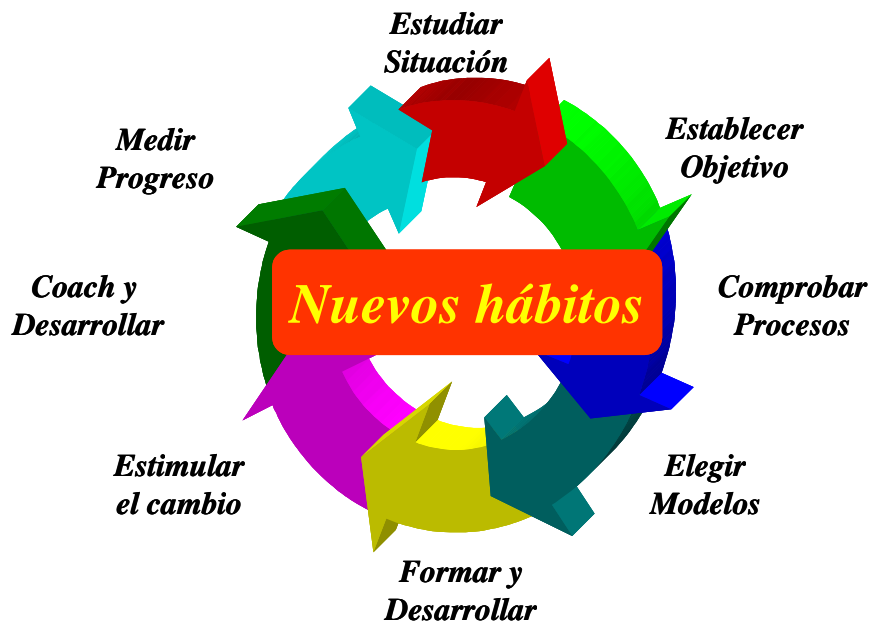 Estudiar
Situación
Establecer
Objetivo
Comprobar
Procesos
Elegir
Modelos
Formar y
Desarrollar
Estimular
el cambio
Coach y
Desarrollar
Medir
Progreso
Nuevos hábitos